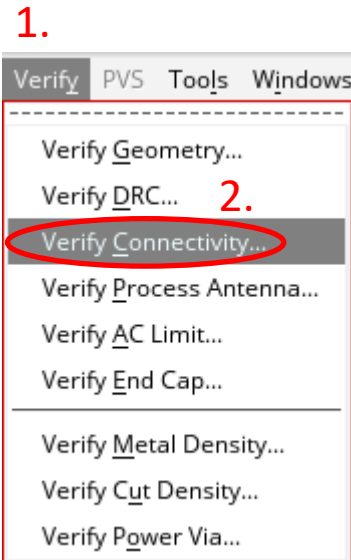 1.
Verify PVS Tools Windows
Verify Geometry...
Verify DRC... 2.
Verify Connectivity...
Verify Process Antenna...
Verify AC Limit...
Verify End Cap...
Verify Metal Density...
Verify Cut Density...
Verify Power Via...